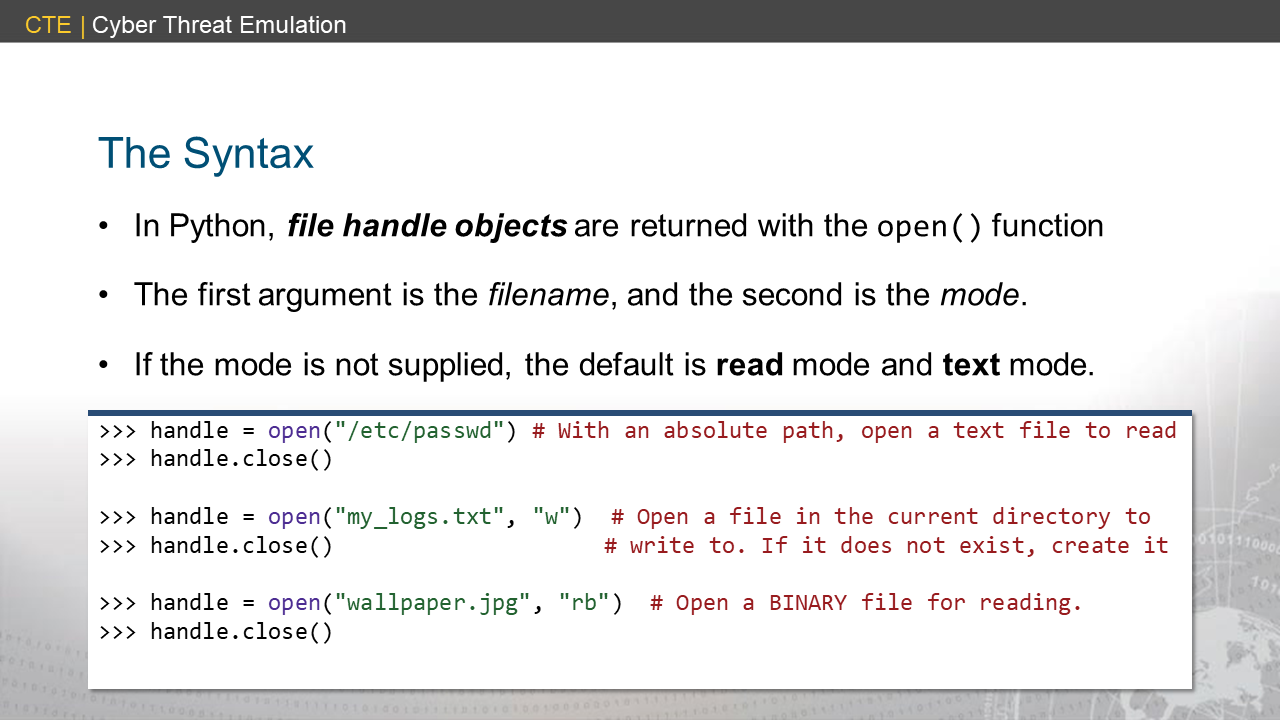 CTE | Cyber Threat Emulation
The Syntax
• In Python, file handle objects are returned with the open() function
• The first argument is the filename, and the second is the mode.
• If the mode is not supplied, the default is read mode and text mode.
>>> handle = open("/etc/passwd") # With an absolute path, open a text file to read
>>> handle.close()
>>> handle = open("my_logs.txt", "w")  # Open a file in the current directory to
>>> handle.close()                     # write to. If it does not exist, create it
>>> handle = open("wallpaper.jpg", "rb")  # Open a BINARY file for reading.
>>> handle.close()